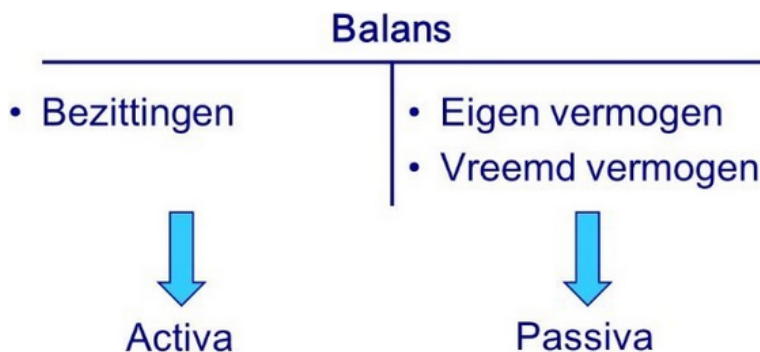 Balans
• Bezittingen
• Eigen vermogen
• Vreemd vermogen
Activa
Passiva